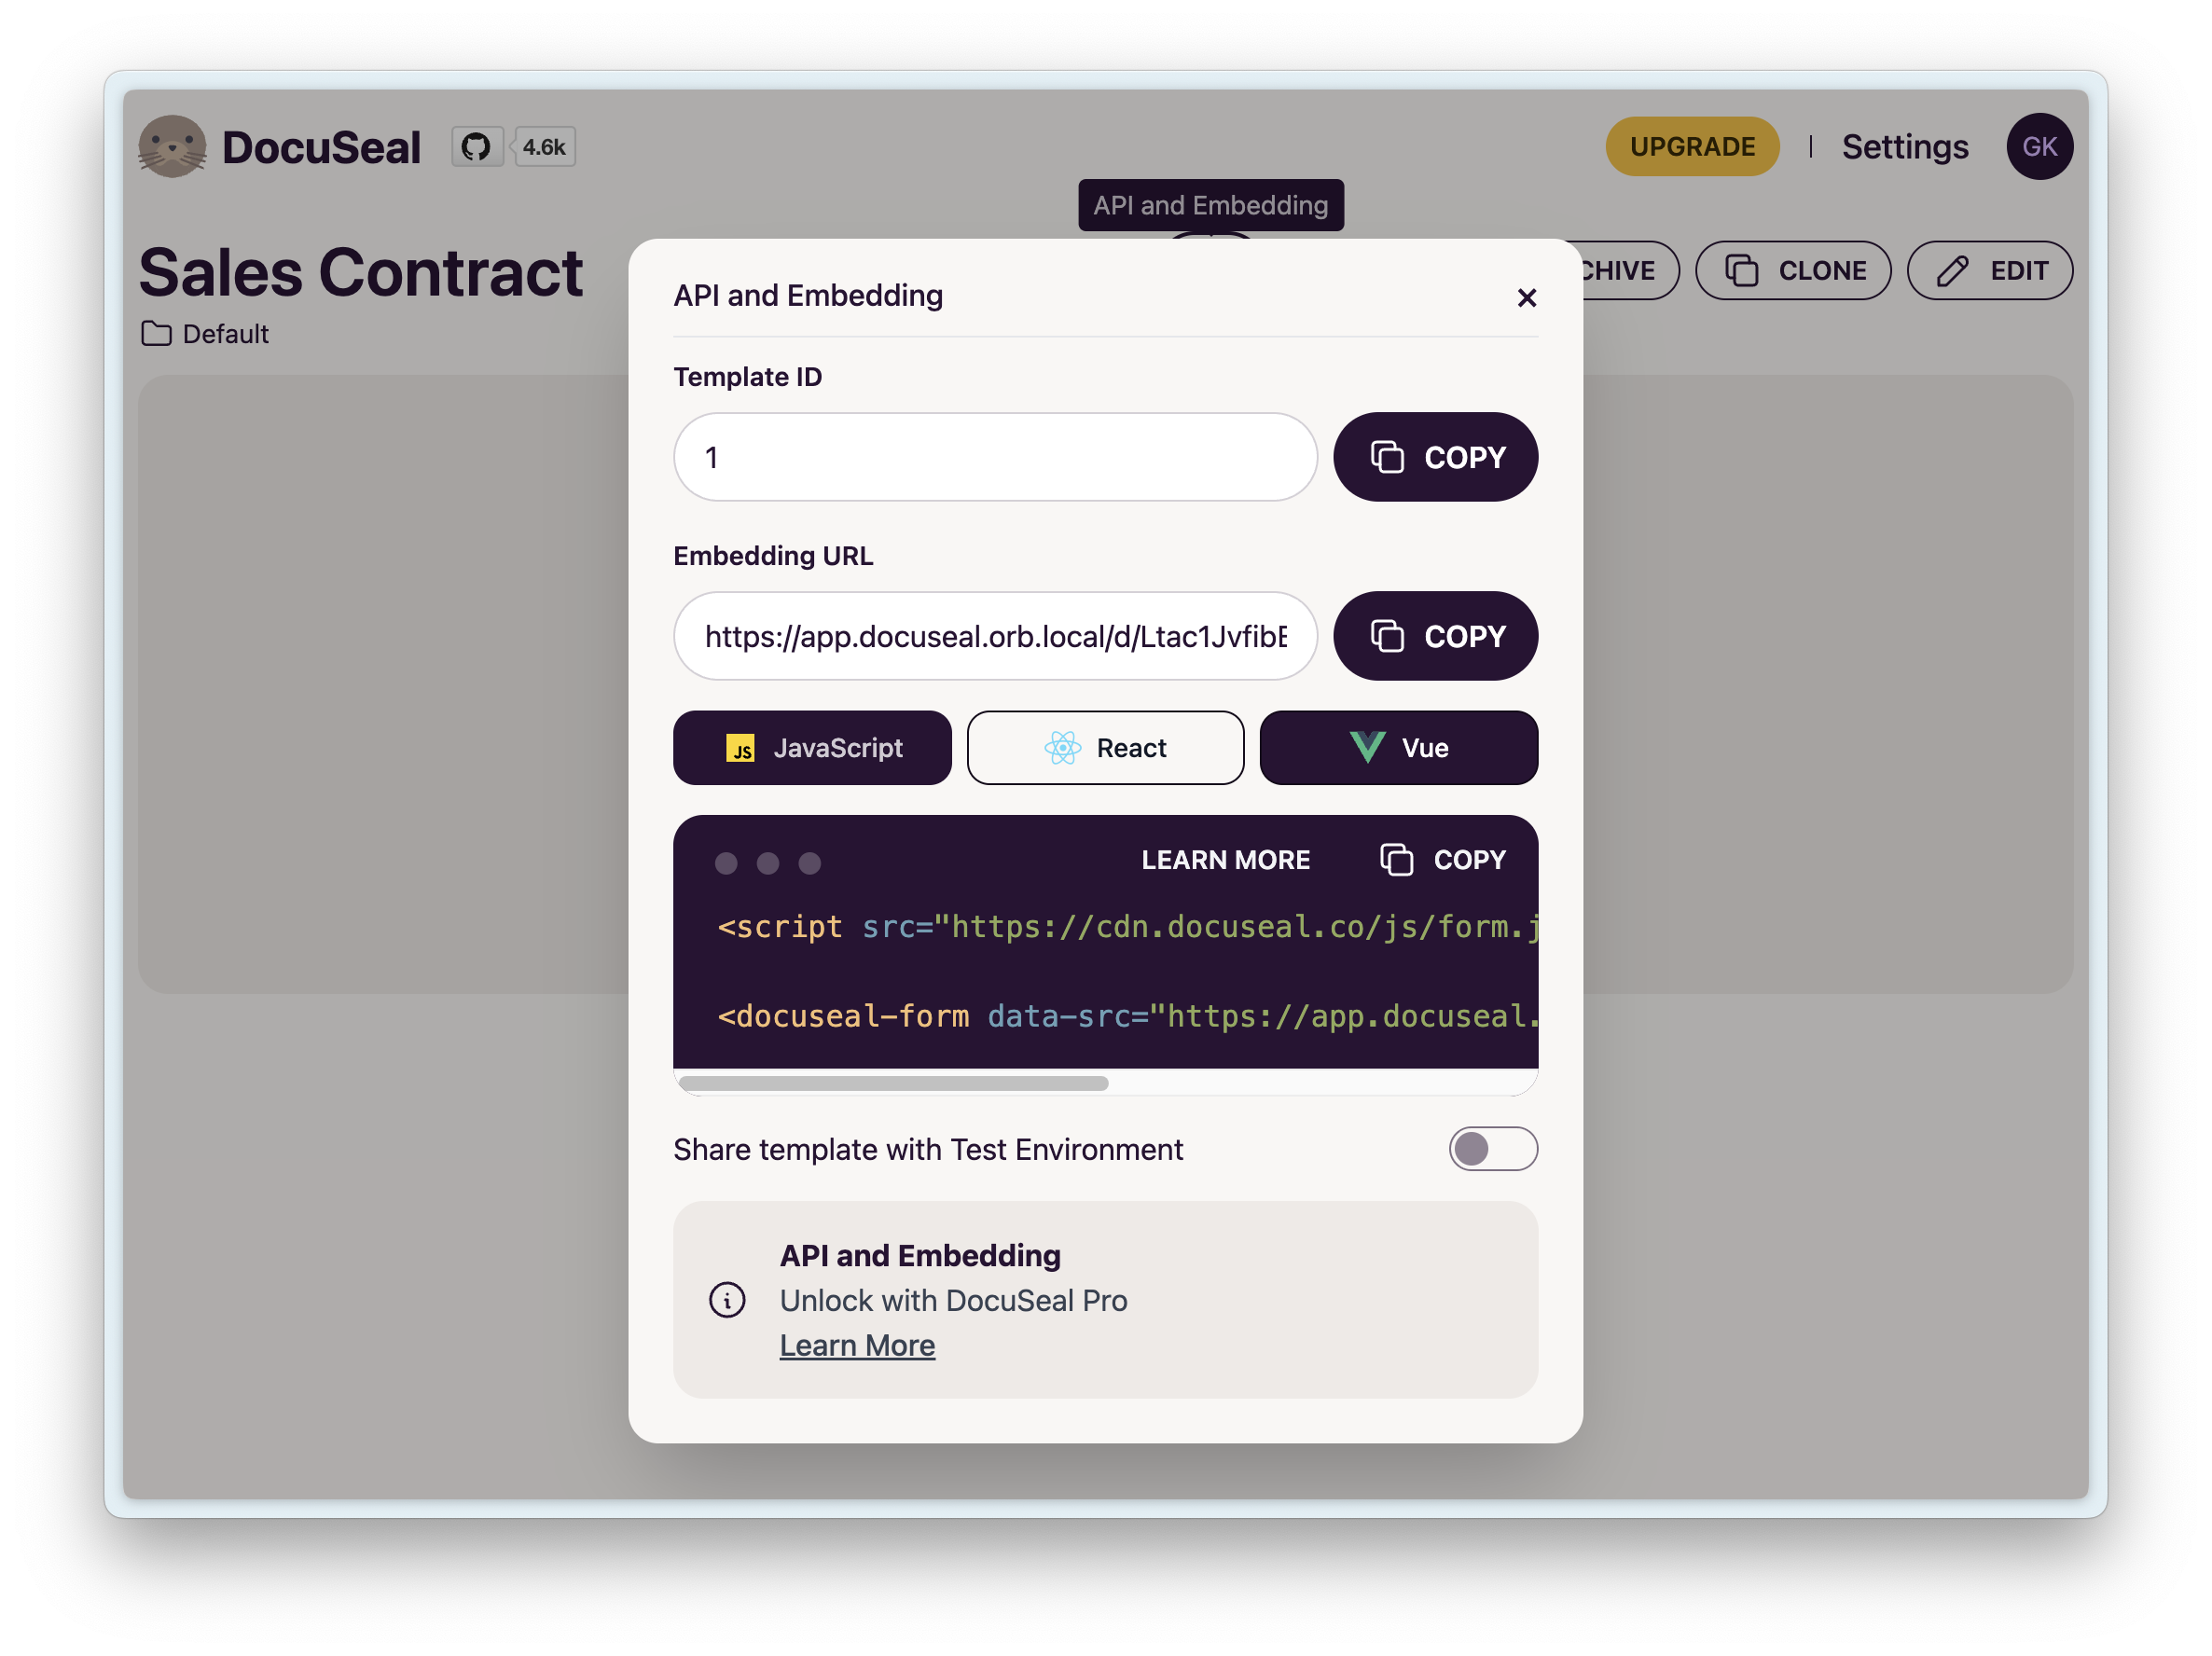 DocuSeal
4.6k
UPGRADE
Settings
GK
API and Embedding
Sales Contract
CHIVE
CLONE
EDIT
Default
API and Embedding
Template ID
1
COPY
Embedding URL
https://app.docuseal.orb.local/d/Ltac1Jvfib
COPY
JS JavaScript
React
Vue
LEARN MORE
COPY
<script src="https://cdn.docuseal.co/js/form.j
<docuseal-form data-src="https://app.docuseal.
Share template with Test Environment
API and Embedding
Unlock with DocuSeal Pro
Learn More